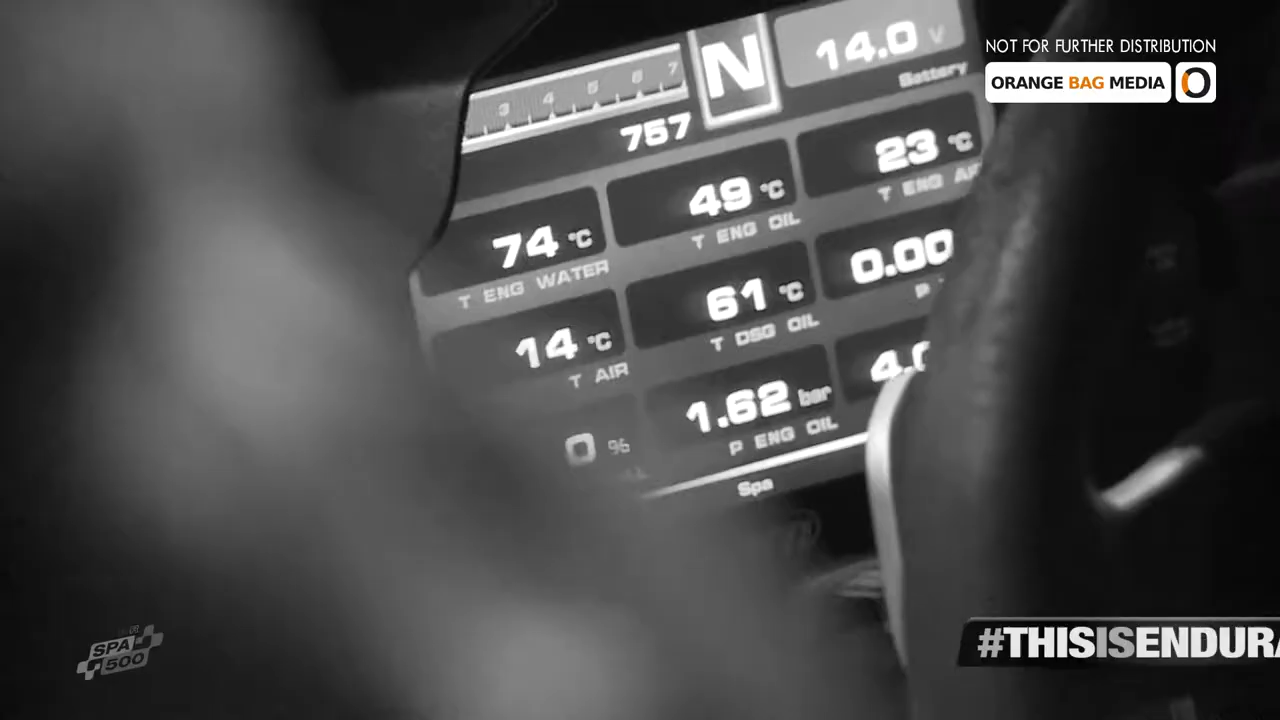 NOT FOR FURTHER DISTRIBUTION
ORANGE BAG MEDIA
3 4 5 6 7
N
14.0 V
Battery
757
74 °C
T ENG WATER
49 °C
T ENG OIL
23 °C
T ENG
14 °C
T AIR
61 °C
T DSG OIL
0.00
P
0 %
1.62 bar
P ENG OIL
4.0
Spa
SPA
500
#THISISENDURA